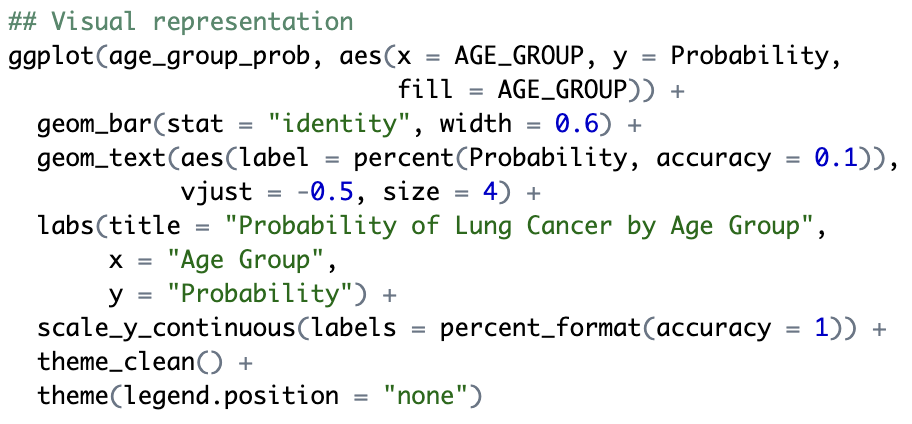 ## Visual representation
ggplot(age_group_prob, aes(x = AGE_GROUP, y = Probability,
                           fill = AGE_GROUP)) +
  geom_bar(stat = "identity", width = 0.6) +
  geom_text(aes(label = percent(Probability, accuracy = 0.1)),
            vjust = -0.5, size = 4) +
  labs(title = "Probability of Lung Cancer by Age Group",
       x = "Age Group",
       y = "Probability") +
  scale_y_continuous(labels = percent_format(accuracy = 1)) +
  theme_clean() +
  theme(legend.position = "none")